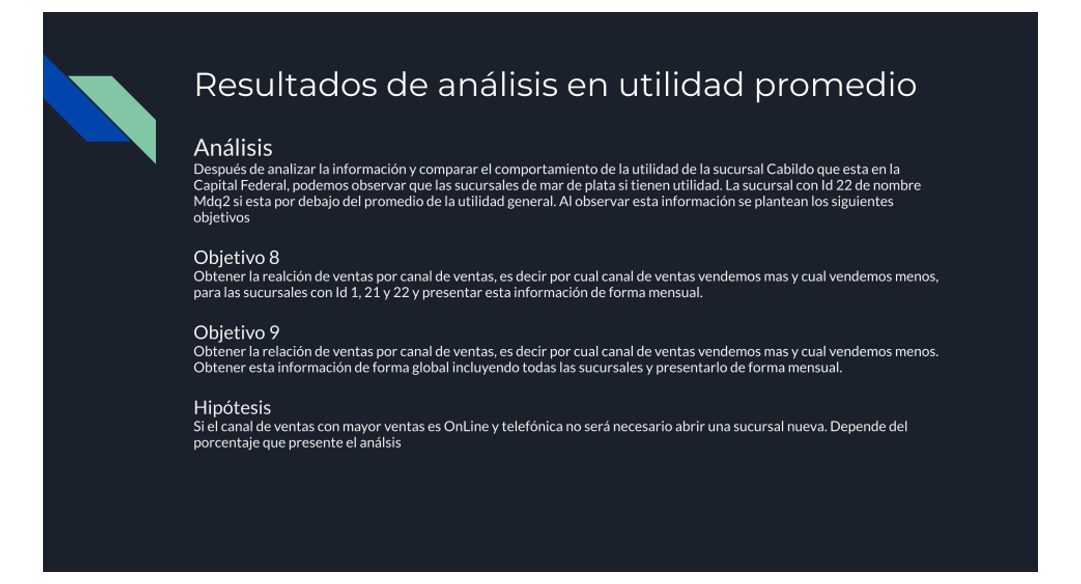 Resultados de análisis en utilidad promedio
Análisis
Después de analizar la información y comparar el comportamiento de la utilidad de la sucursal Cabildo que esta en la
Capital Federal, podemos observar que las sucursales de mar de plata si tienen utilidad. La sucursal con Id 22 de nombre
Mdq2 si esta por debajo del promedio de la utilidad general. Al observar esta información se plantean los siguientes
objetivos
Objetivo 8
Obtener la realción de ventas por canal de ventas, es decir por cual canal de ventas vendemos mas y cual vendemos menos,
para las sucursales con Id 1, 21 y 22 y presentar esta información de forma mensual.
Objetivo 9
Obtener la relación de ventas por canal de ventas, es decir por cual canal de ventas vendemos mas y cual vendemos menos.
Obtener esta información de forma global incluyendo todas las sucursales y presentarlo de forma mensual.
Hipótesis
Si el canal de ventas con mayor ventas es OnLine y telefónica no será necesario abrir una sucursal nueva. Depende del
porcentaje que presente el análsis